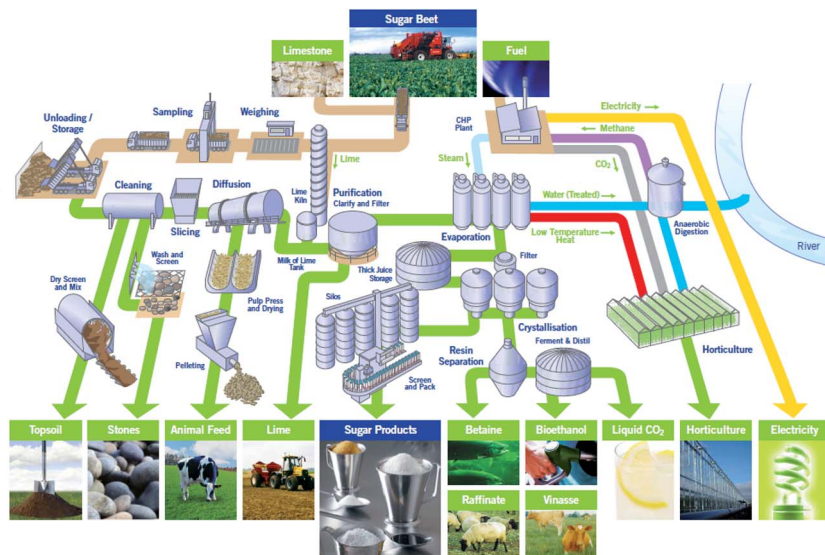 Sugar Beet
Limestone
Fuel
Electricity
Methane
CHP
Plant
CO₂
Sampling
Weighing
Unloading /
Storage
Lime
Steam
Cleaning
Diffusion
Lime
Kiln
Purification
Clarify and Filter
Water (Treated)
Anaerobic
Digestion
River
Slicing
Evaporation
Low Temperature
Heat
Wash and
Screen
Milk of Lime
Tank
Thick Juice
Storage
Filter
Dry Screen
and Mix
Pulp Press
and Drying
Silos
Crystallisation
Pelleting
Resin
Separation
Ferment & Distil
Horticulture
Screen
and Pack
Topsoil
Stones
Animal Feed
Lime
Sugar Products
Betaine
Bioethanol
Liquid CO₂
Horticulture
Electricity
Raffinate
Vinasse